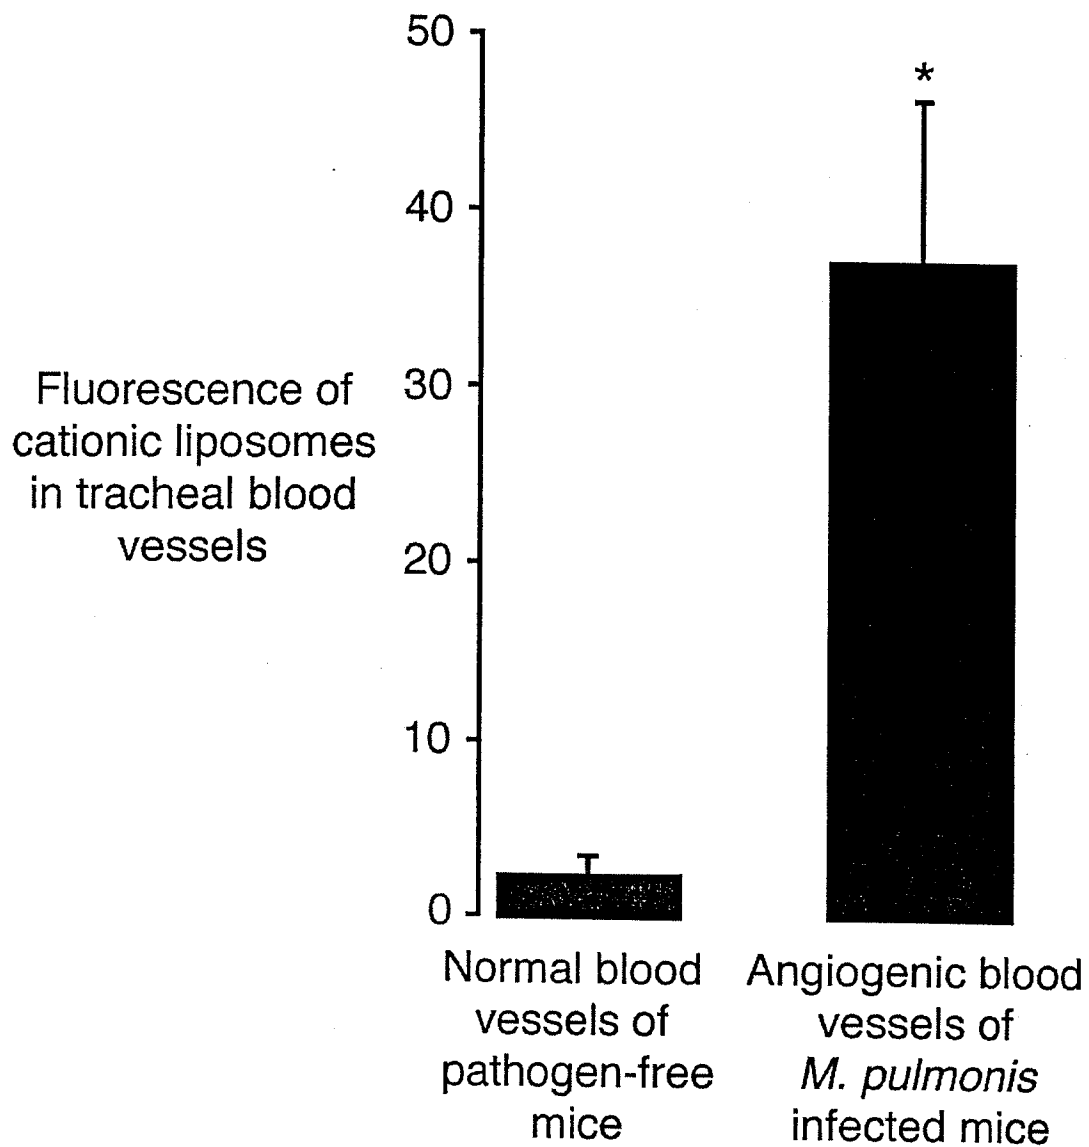 50
40
30
20
10
0
Fluorescence of
cationic liposomes
in tracheal blood
vessels
*
Normal blood
vessels of
pathogen-free
mice
Angiogenic blood
vessels of
M. pulmonis
infected mice